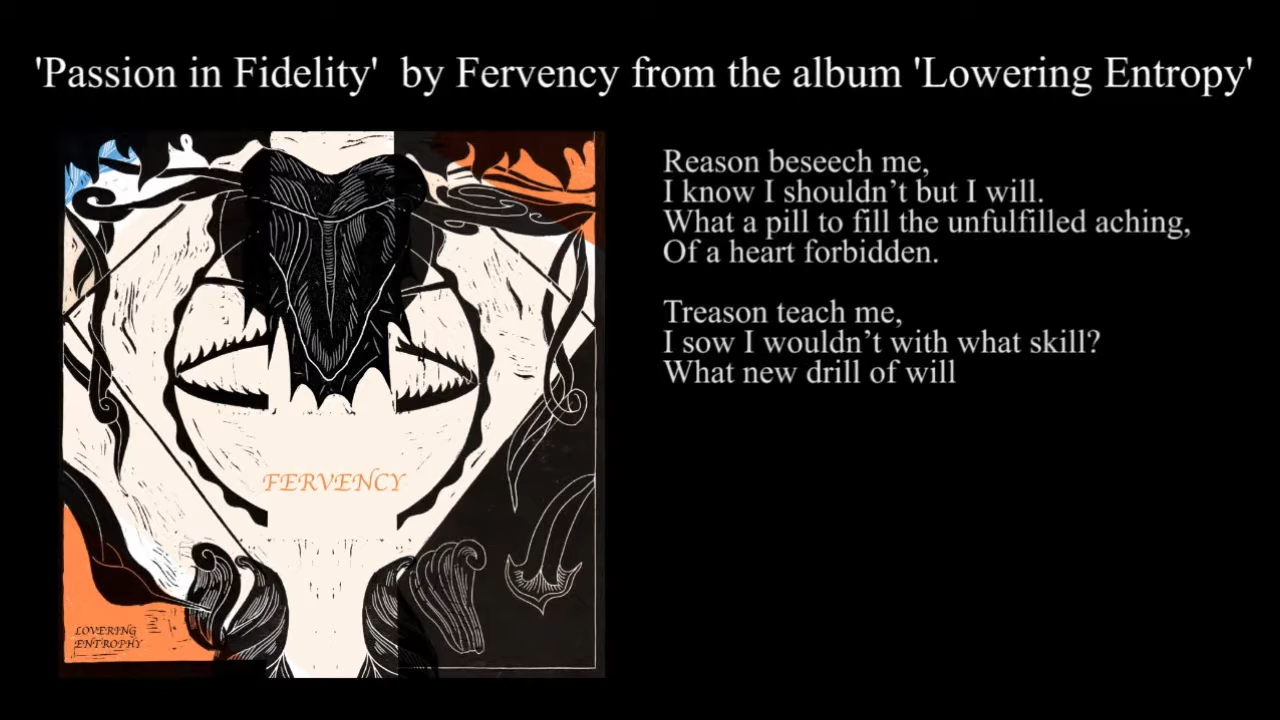 'Passion in Fidelity' by Fervency from the album 'Lowering Entropy'
Reason beseech me,
I know I shouldn't but I will.
What a pill to fill the unfulfilled aching,
Of a heart forbidden.
Treason teach me,
I sow I wouldn't with what skill?
What new drill of will
FERVENCY
LOVERING
ENTROPHY